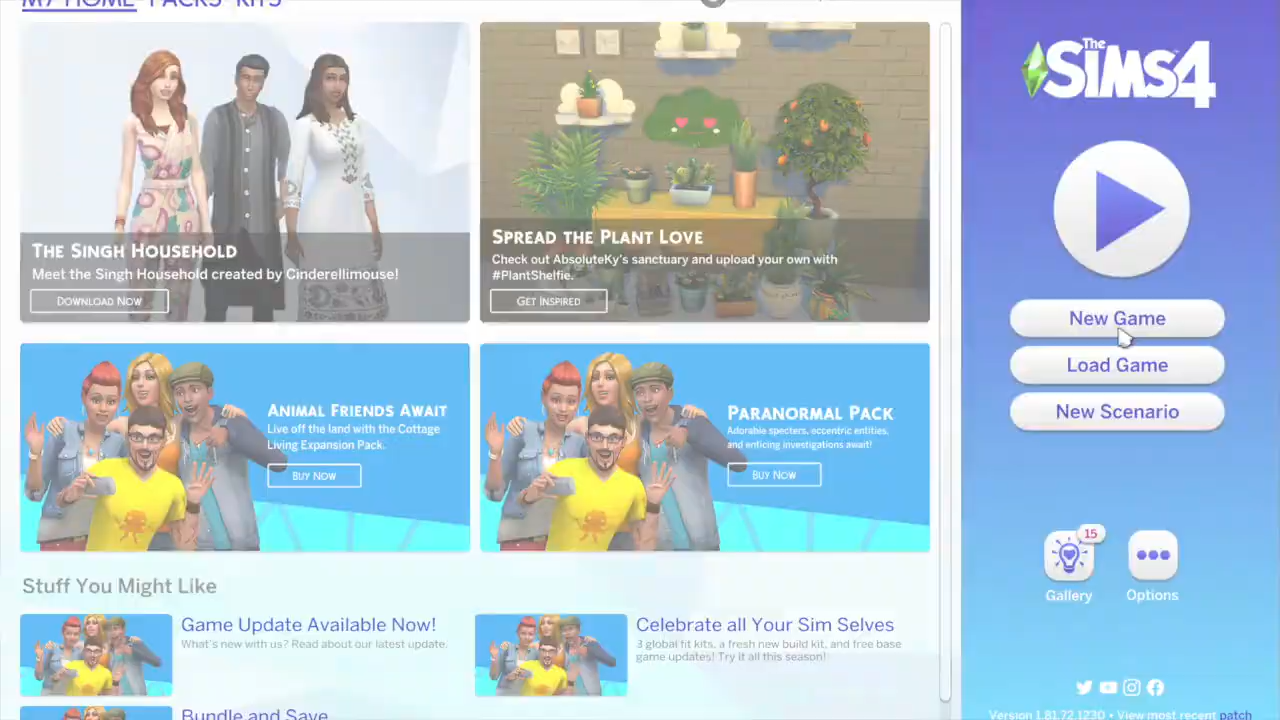 MY HOME PACKS KITS
The SiMS 4
The Singh Household
Meet the Singh Household created by Cinderellimouse!
Download Now
Spread the Plant Love
Check out AbsoluteKy's sanctuary and upload your own with
#PlantShelfie.
Get Inspired
New Game
Load Game
New Scenario
Animal Friends Await
Live off the land with the Cottage
Living Expansion Pack.
Buy Now
Paranormal Pack
Adorable specters, eccentric entities,
and enticing investigations await!
Buy Now
15
Gallery
Options
Stuff You Might Like
Game Update Available Now!
What's new with us? Read about our latest update.
Celebrate all Your Sim Selves
3 global fit kits, a fresh new build kit, and free base
game updates! Try it all this season!
Bundle and Save
Version 1.81.72.1230 • View most recent patch